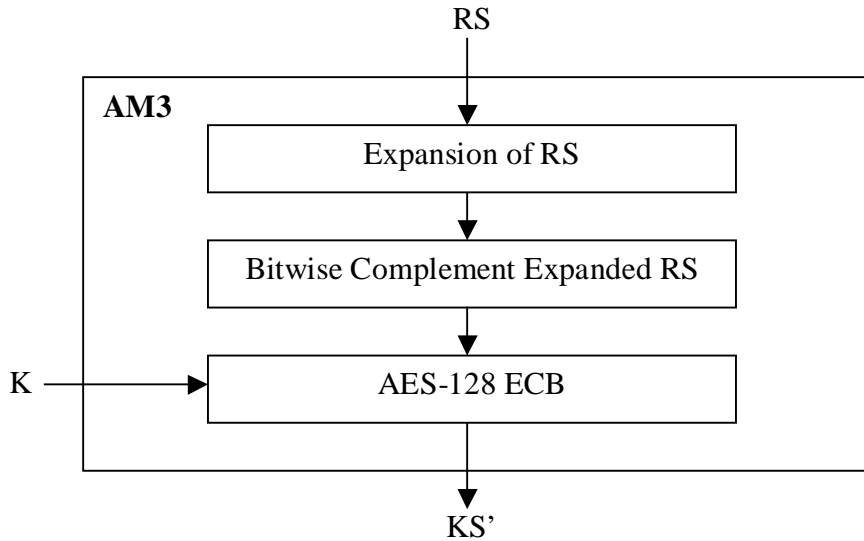 RS
AM3
Expansion of RS
Bitwise Complement Expanded RS
K
AES-128 ECB
KS’